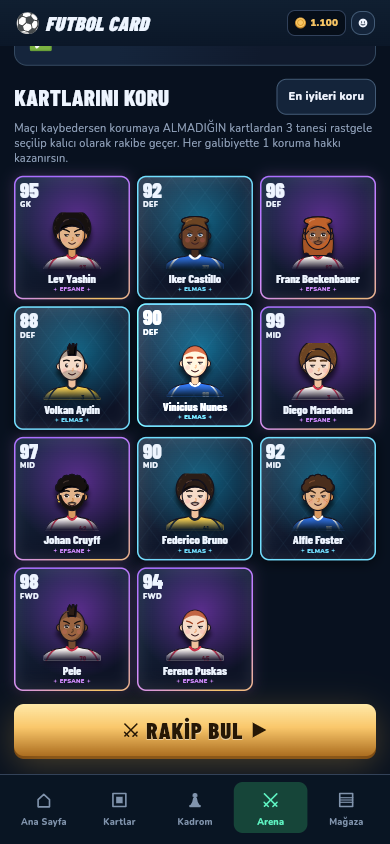 FUTBOL CARD
1.100
KARTLARINI KORU
En iyileri koru
Maçı kaybedersen korumaya ALMADIĞIN kartlardan 3 tanesi rastgele
seçilip kalıcı olarak rakibe geçer. Her galibiyette 1 koruma hakkı
kazanırsın.
95
GK
Lev Yashin
EFSANE
92
DEF
Iker Castillo
ELMAS
96
DEF
Franz Beckenbauer
EFSANE
88
DEF
Volkan Aydın
ELMAS
90
DEF
Vinicius Nunes
ELMAS
99
MID
Diego Maradona
EFSANE
97
MID
Johan Cruyff
EFSANE
90
MID
Federico Bruno
ELMAS
92
MID
Alfie Foster
ELMAS
98
FWD
Pele
EFSANE
94
FWD
Ferenc Puskas
EFSANE
RAKİP BUL
Ana Sayfa
Kartlar
Kadrom
Arena
Mağaza